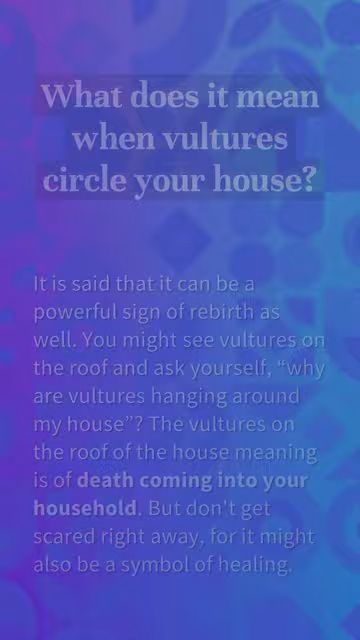 What does it mean
when vultures
circle your house?
It is said that it can be a
powerful sign of rebirth as
well. You might see vultures on
the roof and ask yourself, “why
are vultures hanging around
my house”? The vultures on
the roof of the house meaning
is of death coming into your
household. But don't get
scared right away, for it might
also be a symbol of healing.